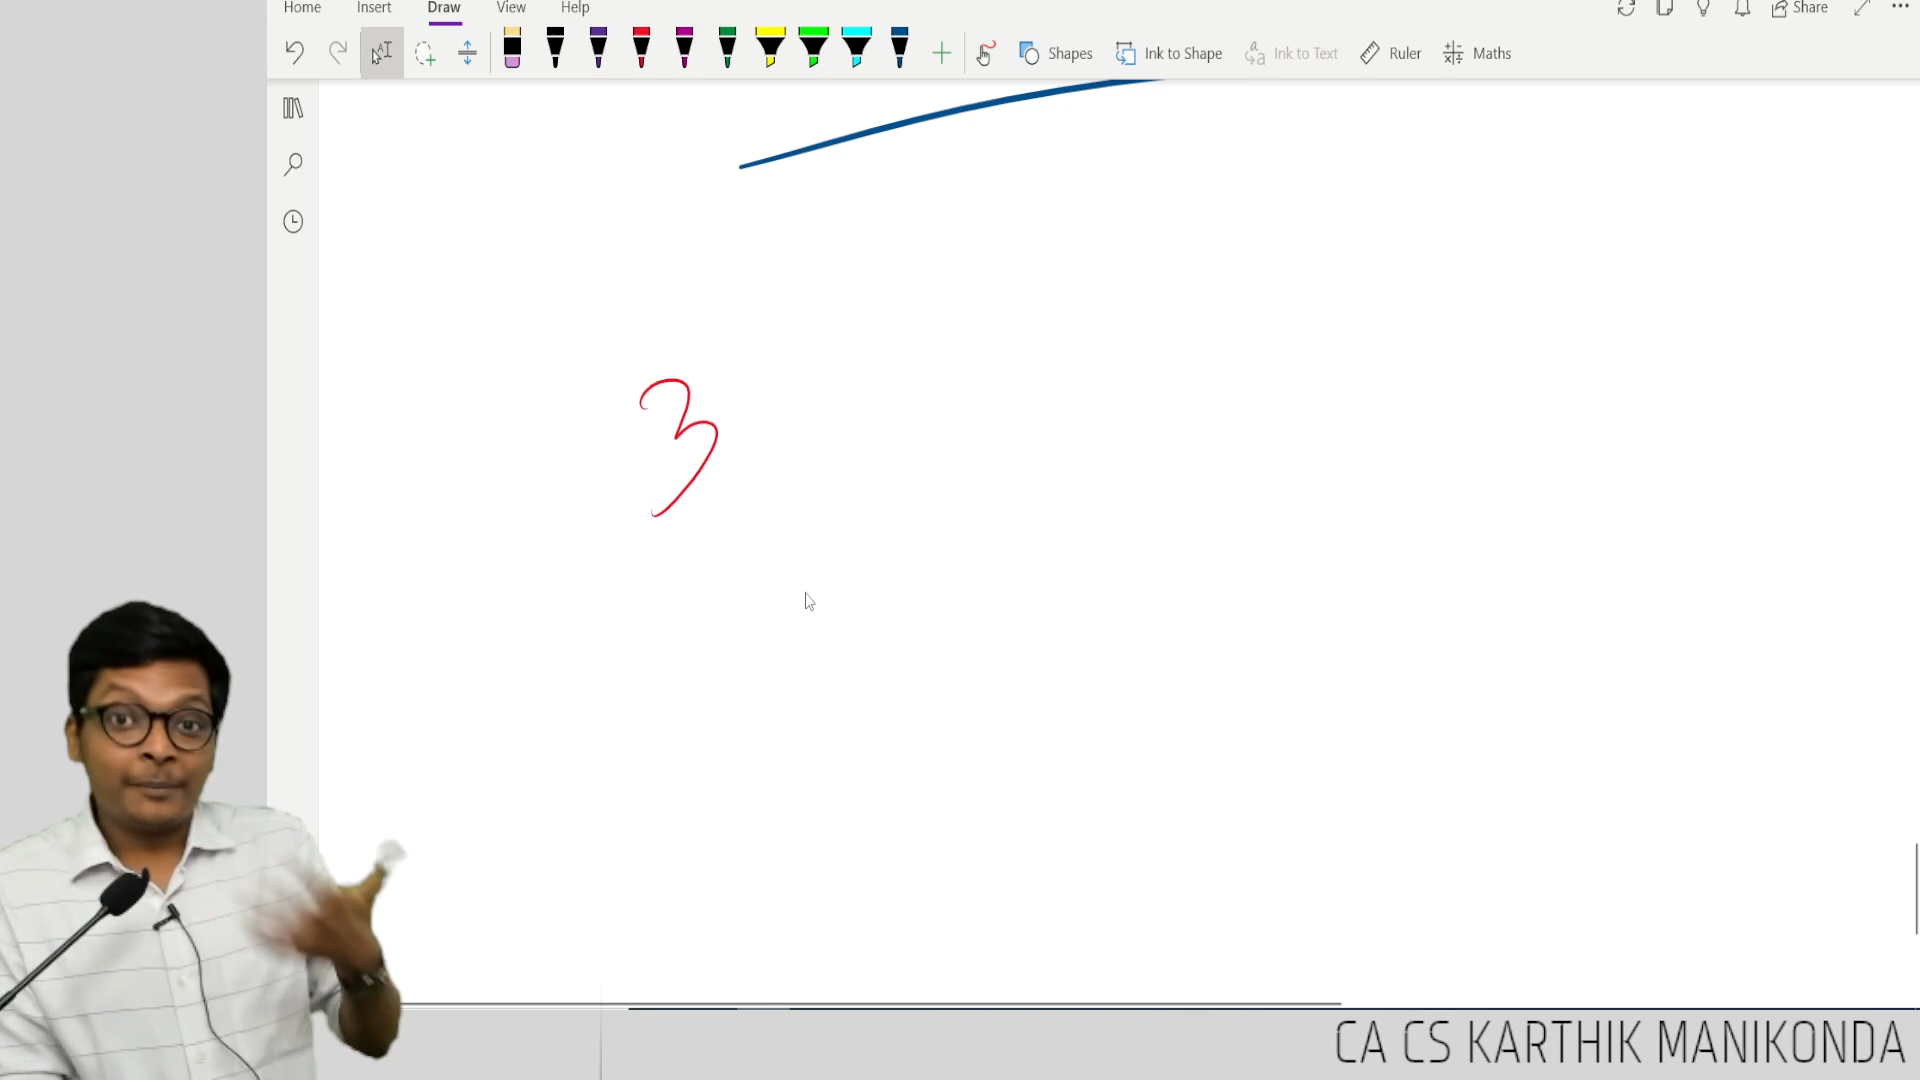 Home Insert Draw View Help Share
Shapes Ink to Shape Ink to Text Ruler Maths
3
CA CS KARTHIK MANIKONDA